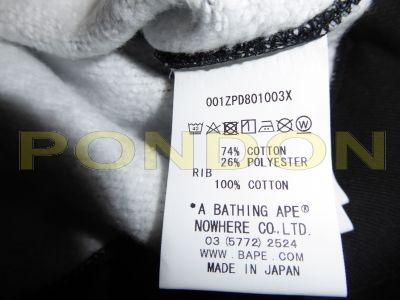 001ZPD801003X
74% COTTON
26% POLYESTER
RIB
100% COTTON
*A BATHING APE®
NOWHERE CO., LTD.
03 (5772) 2524
WWW. BAPE. COM
MADE IN JAPAN
PONDON